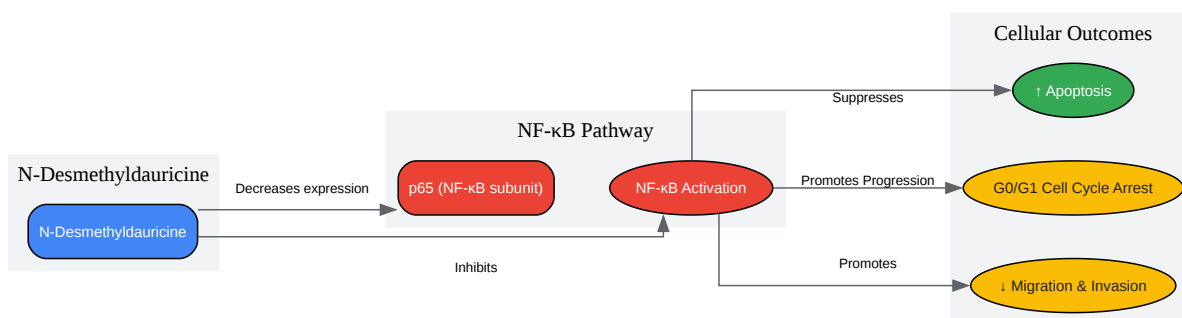 Cellular Outcomes
↑ Apoptosis
Suppresses
NF-κB Pathway
N-Desmethyldauricine
Decreases expression
p65 (NF-κB subunit)
NF-κB Activation
Promotes Progression
G0/G1 Cell Cycle Arrest
N-Desmethyldauricine
Inhibits
Promotes
↓ Migration & Invasion